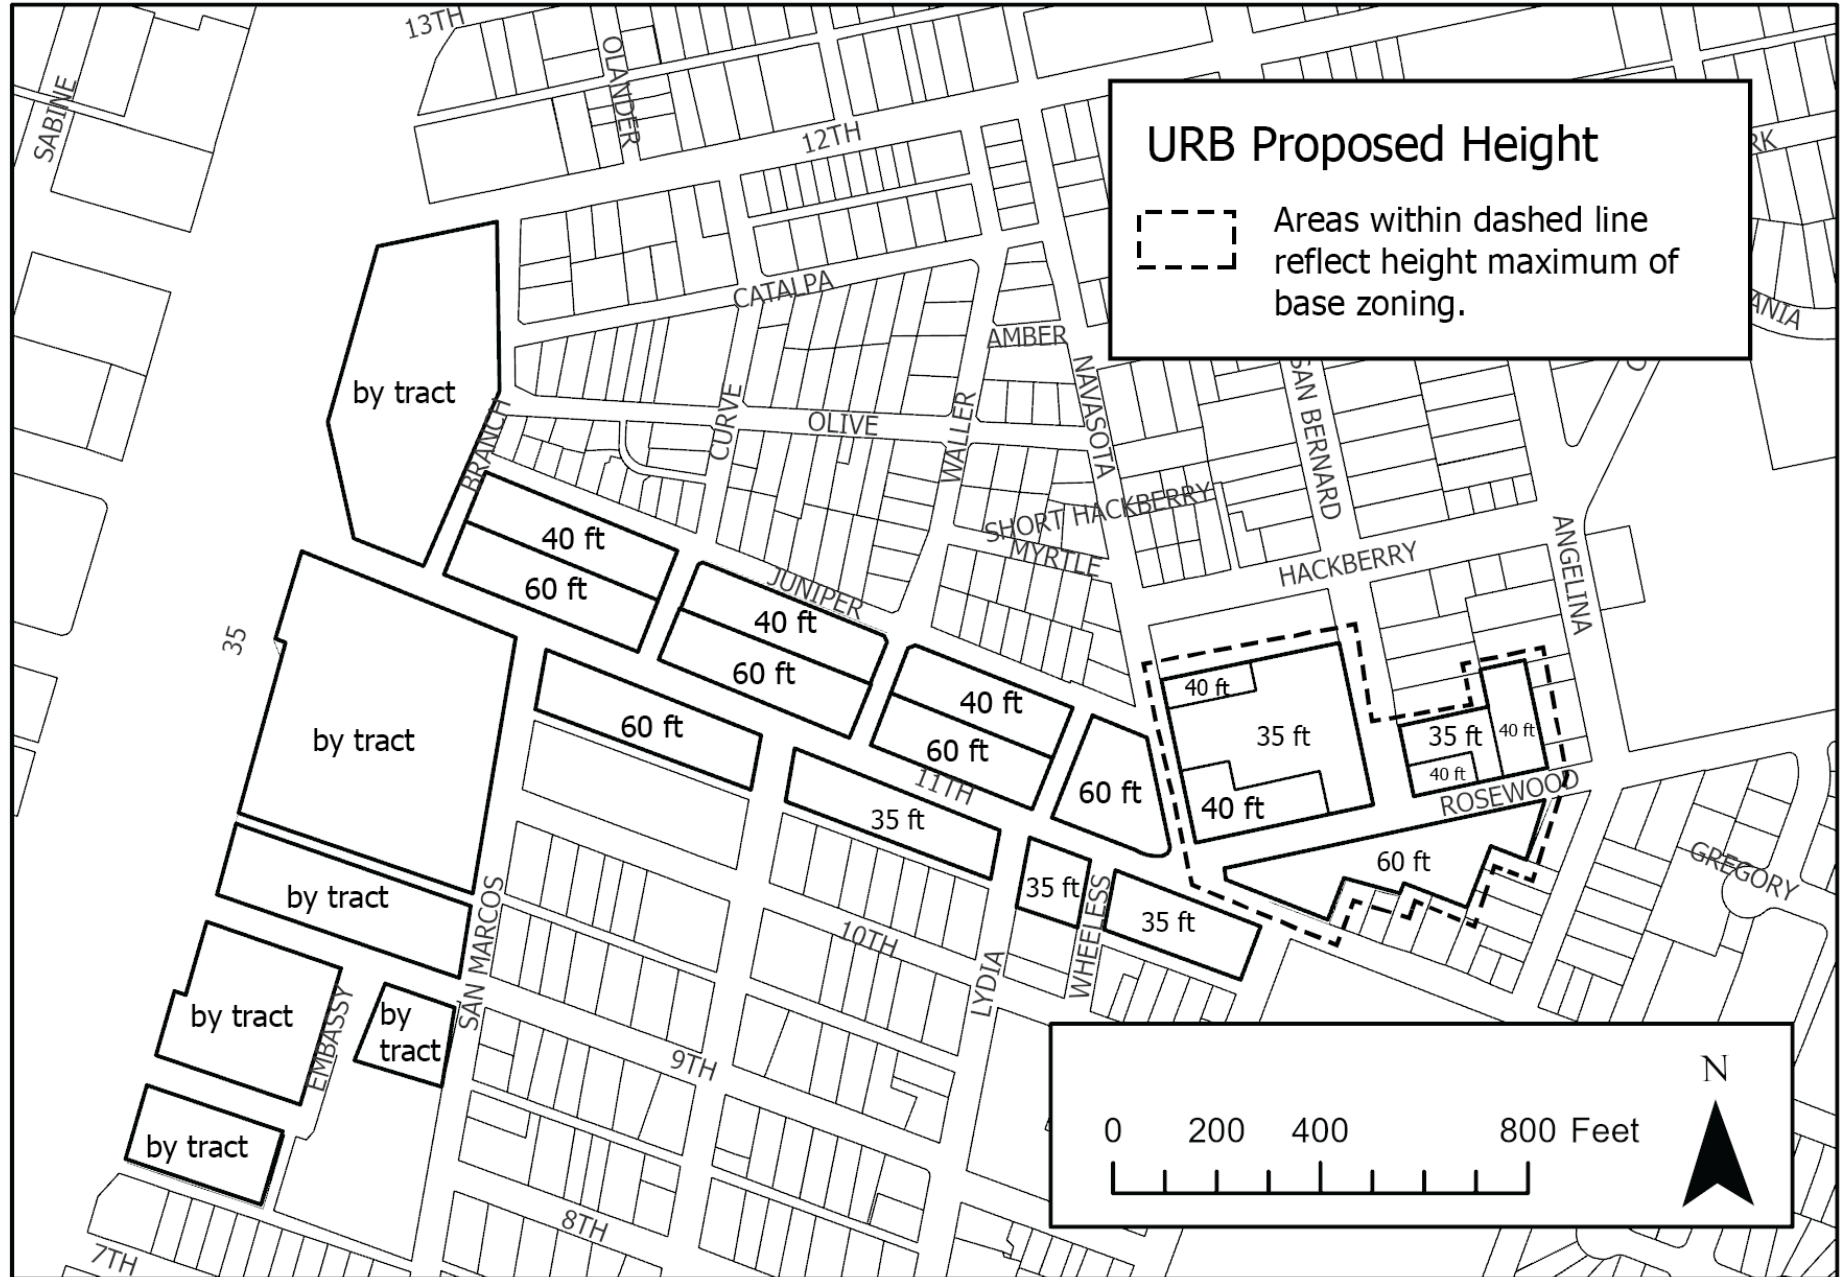 13TH
OLANDER
SABINE
12TH
URB Proposed Height
Areas within dashed line
reflect height maximum of
base zoning.
RK
ANIA
CATALPA
AMBER
NAVASOTA
SAN BERNARD
by tract
BRANCH
CURVE
OLIVE
WALLER
SHORT HACKBERRY
MYRTLE
HACKBERRY
ANGELINA
40 ft
60 ft
JUNIPER
40 ft
60 ft
35
40 ft
60 ft
40 ft
35 ft
40 ft
35 ft
40 ft
40 ft
by tract
60 ft
11TH
60 ft
ROSEWOOD
35 ft
60 ft
GREGORY
by tract
SAN MARCOS
35 ft
WHEELESS
35 ft
10TH
LYDIA
by tract
EMBASSY
by
tract
9TH
by tract
8TH
7TH
N
0 200 400 800 Feet